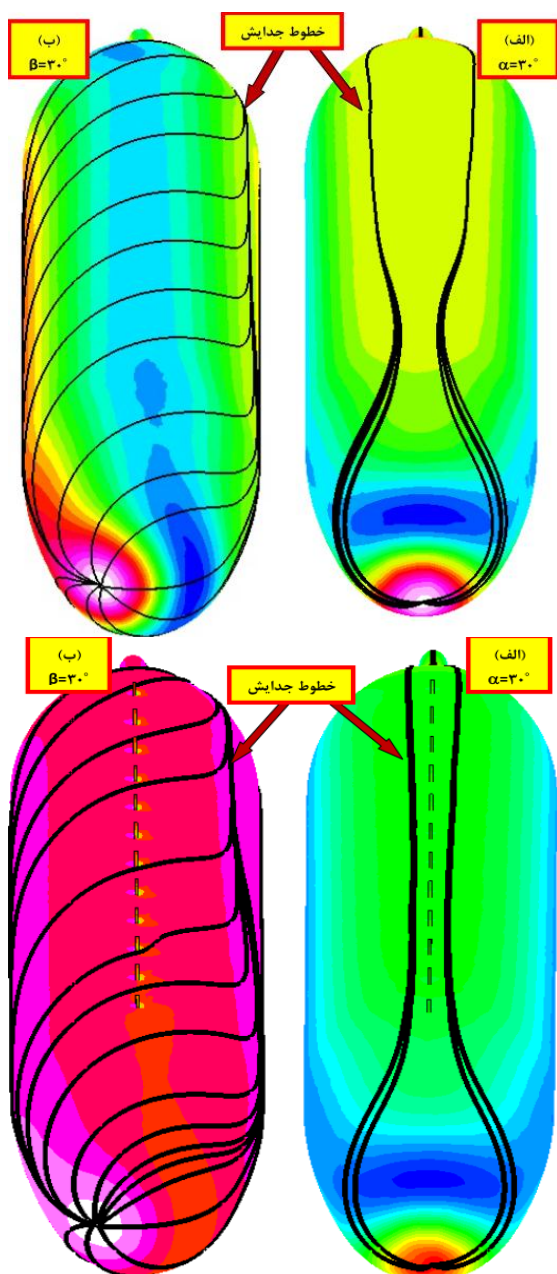 (الف)
α=۳۰°
خطوط جدایش
(ب)
β=۳۰°
(الف)
α=۳۰°
خطوط جدایش
(ب)
β=۳۰°